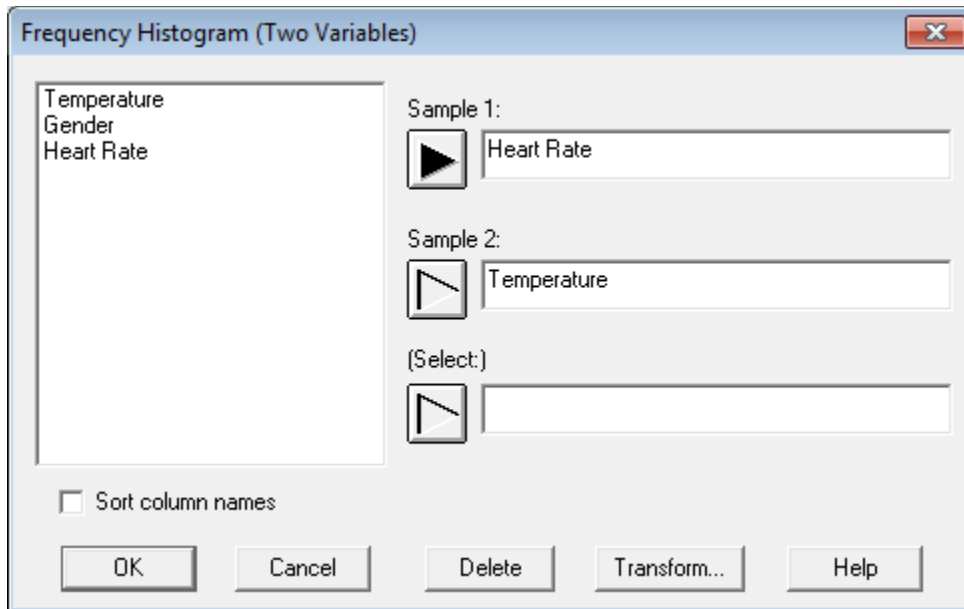 Frequency Histogram (Two Variables)
Temperature
Gender
Heart Rate
Sample 1:
Heart Rate
Sample 2:
Temperature
(Select:)
Sort column names
OK
Cancel
Delete
Transform...
Help